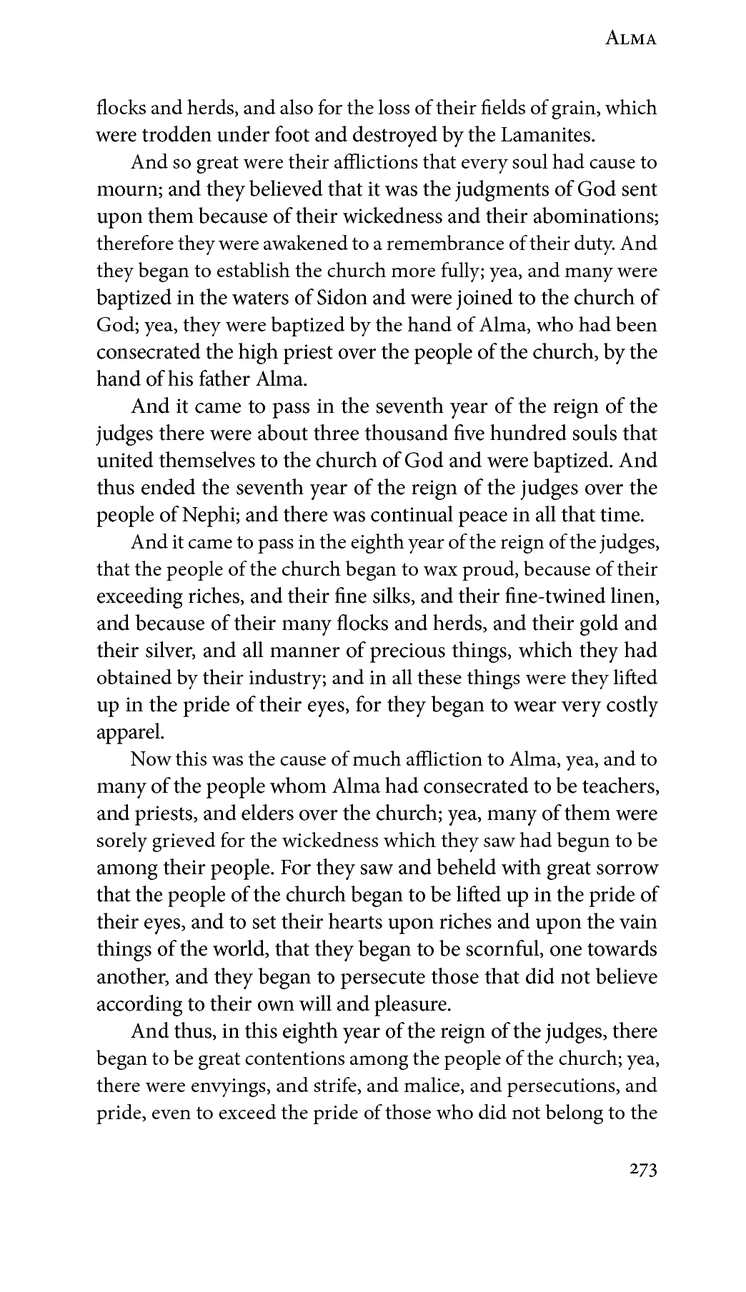 Alma
flocks and herds, and also for the loss of their fields of grain, which
were trodden under foot and destroyed by the Lamanites.
And so great were their afflictions that every soul had cause to
mourn; and they believed that it was the judgments of God sent
upon them because of their wickedness and their abominations;
therefore they were awakened to a remembrance of their duty. And
they began to establish the church more fully; yea, and many were
baptized in the waters of Sidon and were joined to the church of
God; yea, they were baptized by the hand of Alma, who had been
consecrated the high priest over the people of the church, by the
hand of his father Alma.
And it came to pass in the seventh year of the reign of the
judges there were about three thousand five hundred souls that
united themselves to the church of God and were baptized. And
thus ended the seventh year of the reign of the judges over the
people of Nephi; and there was continual peace in all that time.
And it came to pass in the eighth year of the reign of the judges,
that the people of the church began to wax proud, because of their
exceeding riches, and their fine silks, and their fine-twined linen,
and because of their many flocks and herds, and their gold and
their silver, and all manner of precious things, which they had
obtained by their industry; and in all these things were they lifted
up in the pride of their eyes, for they began to wear very costly
apparel.
Now this was the cause of much affliction to Alma, yea, and to
many of the people whom Alma had consecrated to be teachers,
and priests, and elders over the church; yea, many of them were
sorely grieved for the wickedness which they saw had begun to be
among their people. For they saw and beheld with great sorrow
that the people of the church began to be lifted up in the pride of
their eyes, and to set their hearts upon riches and upon the vain
things of the world, that they began to be scornful, one towards
another, and they began to persecute those that did not believe
according to their own will and pleasure.
And thus, in this eighth year of the reign of the judges, there
began to be great contentions among the people of the church; yea,
there were envyings, and strife, and malice, and persecutions, and
pride, even to exceed the pride of those who did not belong to the
273